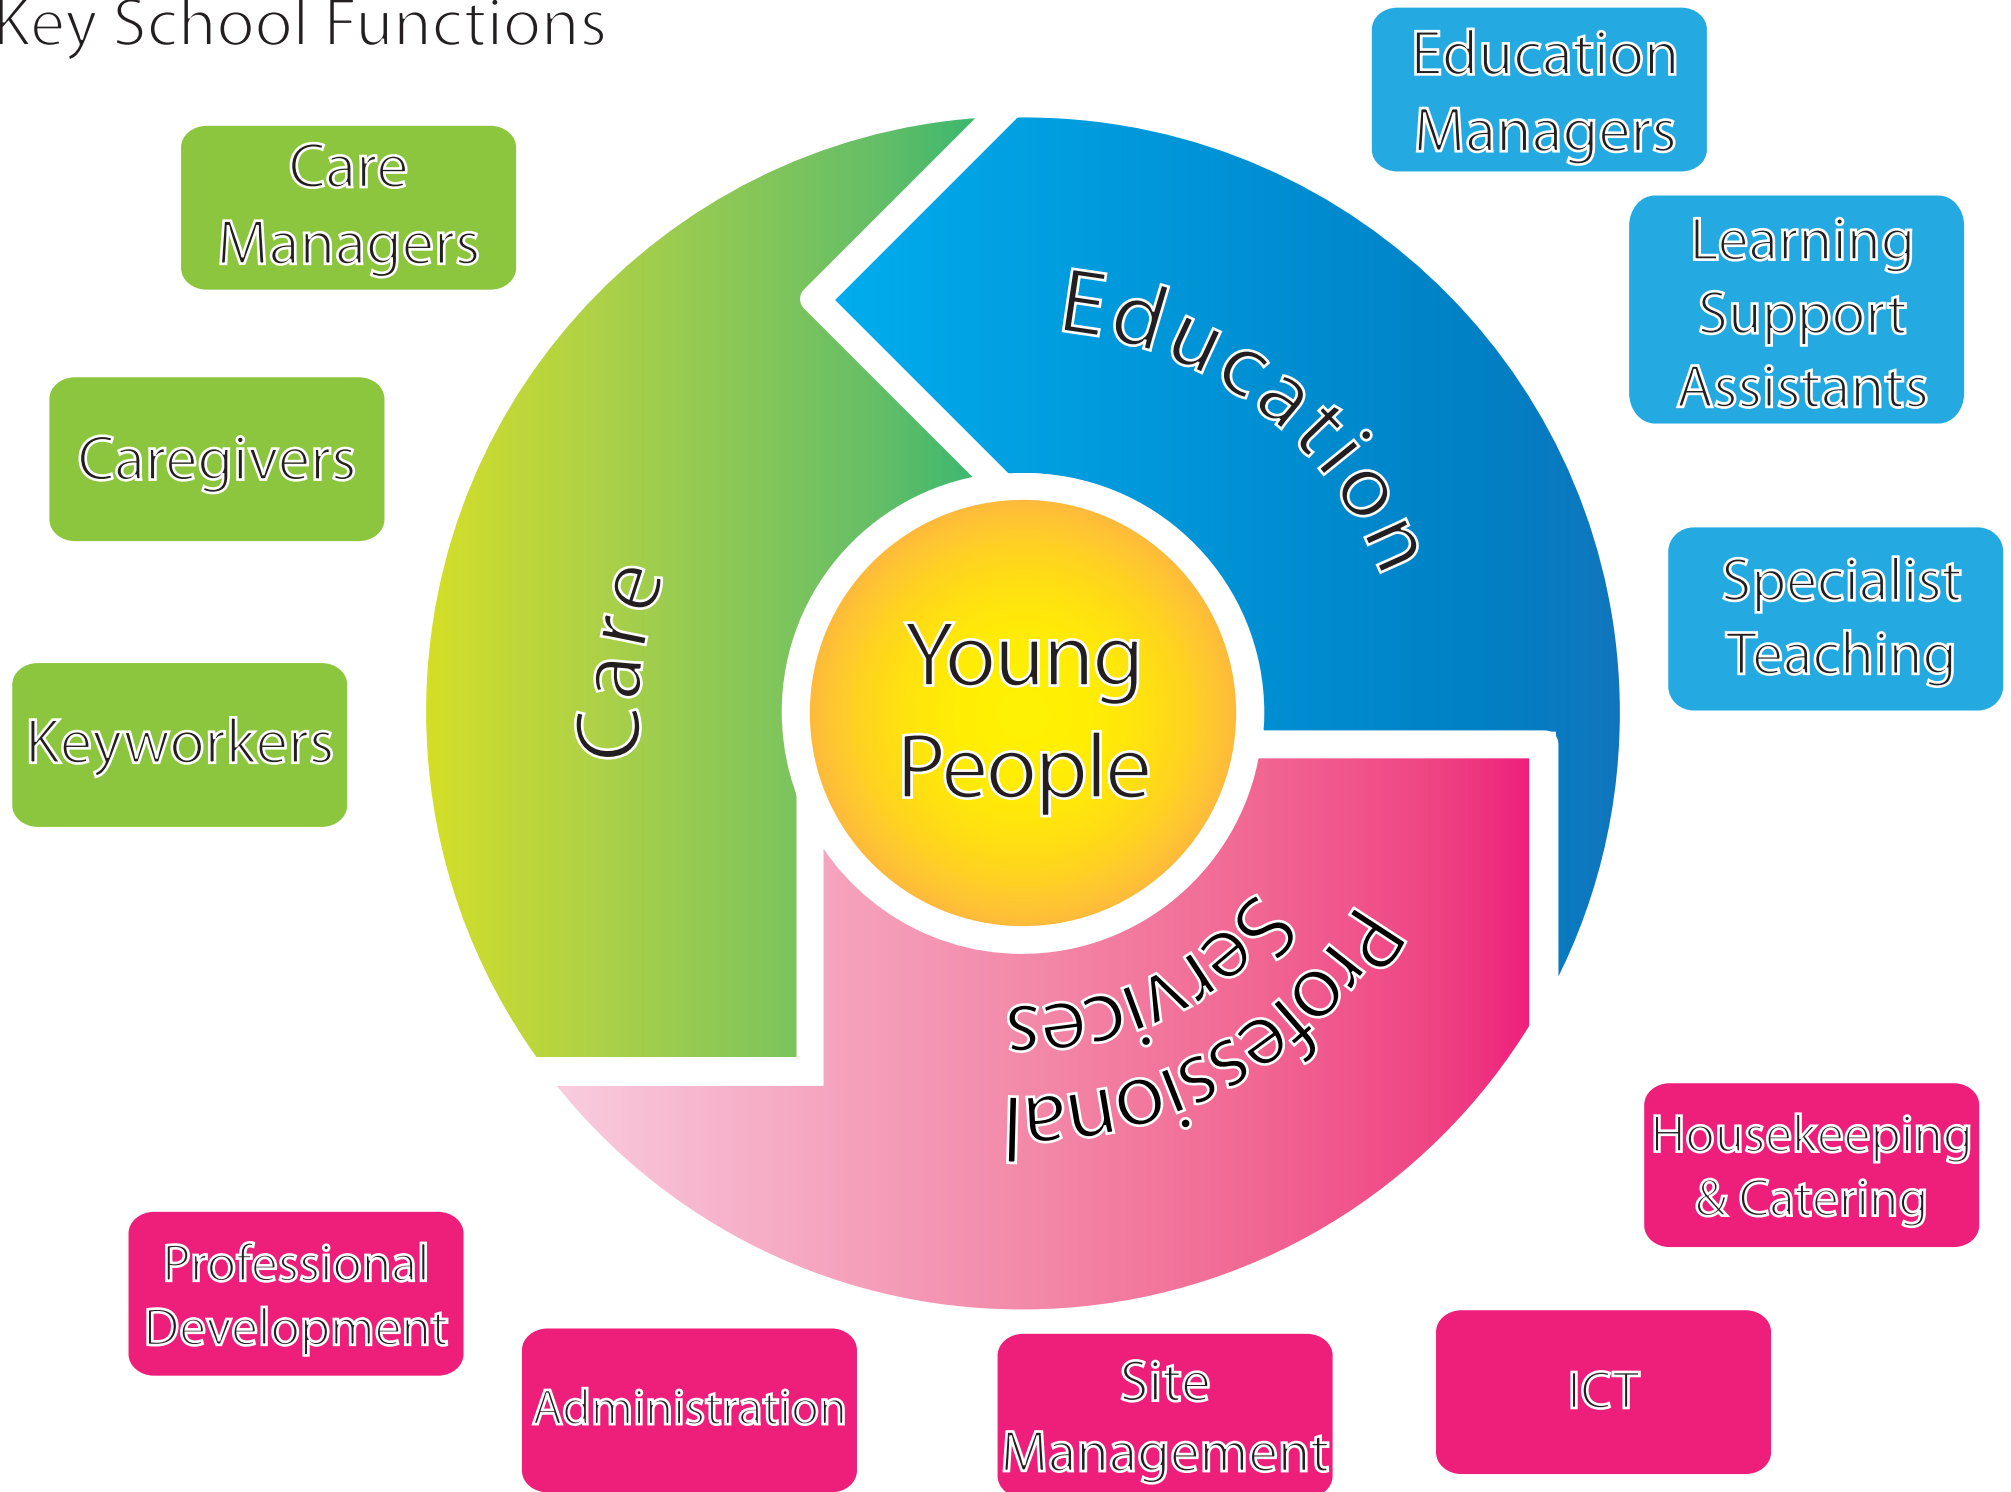 Key School Functions
Education
Managers
Care
Managers
Learning
Support
Assistants
Education
Caregivers
Specialist
Teaching
Care
Young
People
Keyworkers
Professional
Services
Housekeeping
& Catering
Professional
Development
Administration
Site
Management
ICT